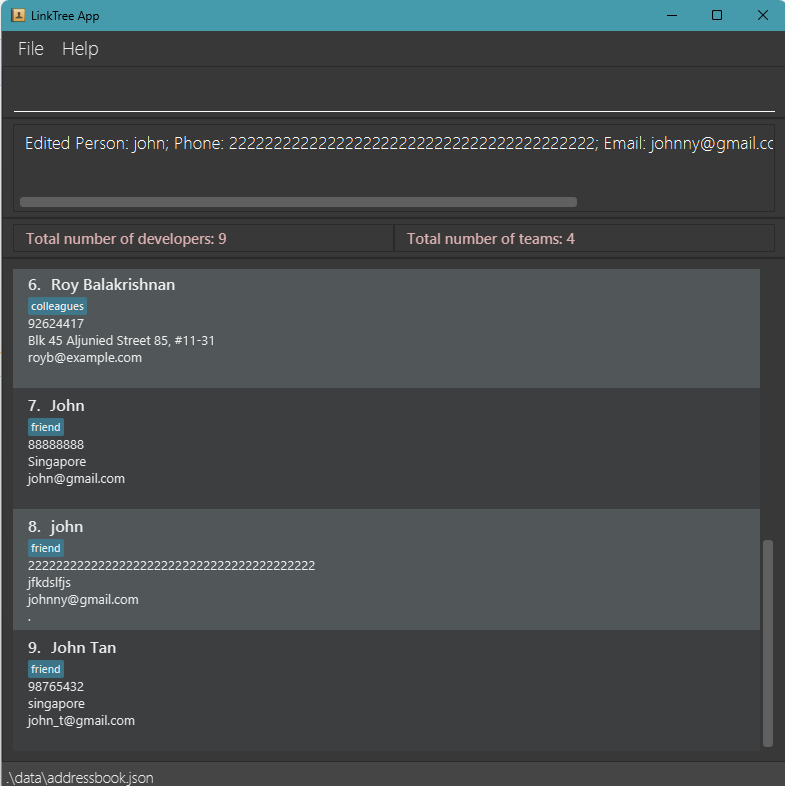 LinkTree App
File Help
Edited Person: john; Phone: 22222222222222222222222222222222222222222; Email: johnny@gmail.co
Total number of developers: 9 Total number of teams: 4
6. Roy Balakrishnan
colleagues
92624417
Blk 45 Aljunied Street 85, #11-31
royb@example.com
7. John
friend
88888888
Singapore
john@gmail.com
8. john
friend
22222222222222222222222222222222222222222
jfkdslfjs
johnny@gmail.com
.
9. John Tan
friend
98765432
singapore
john_t@gmail.com
.\data\addressbook.json